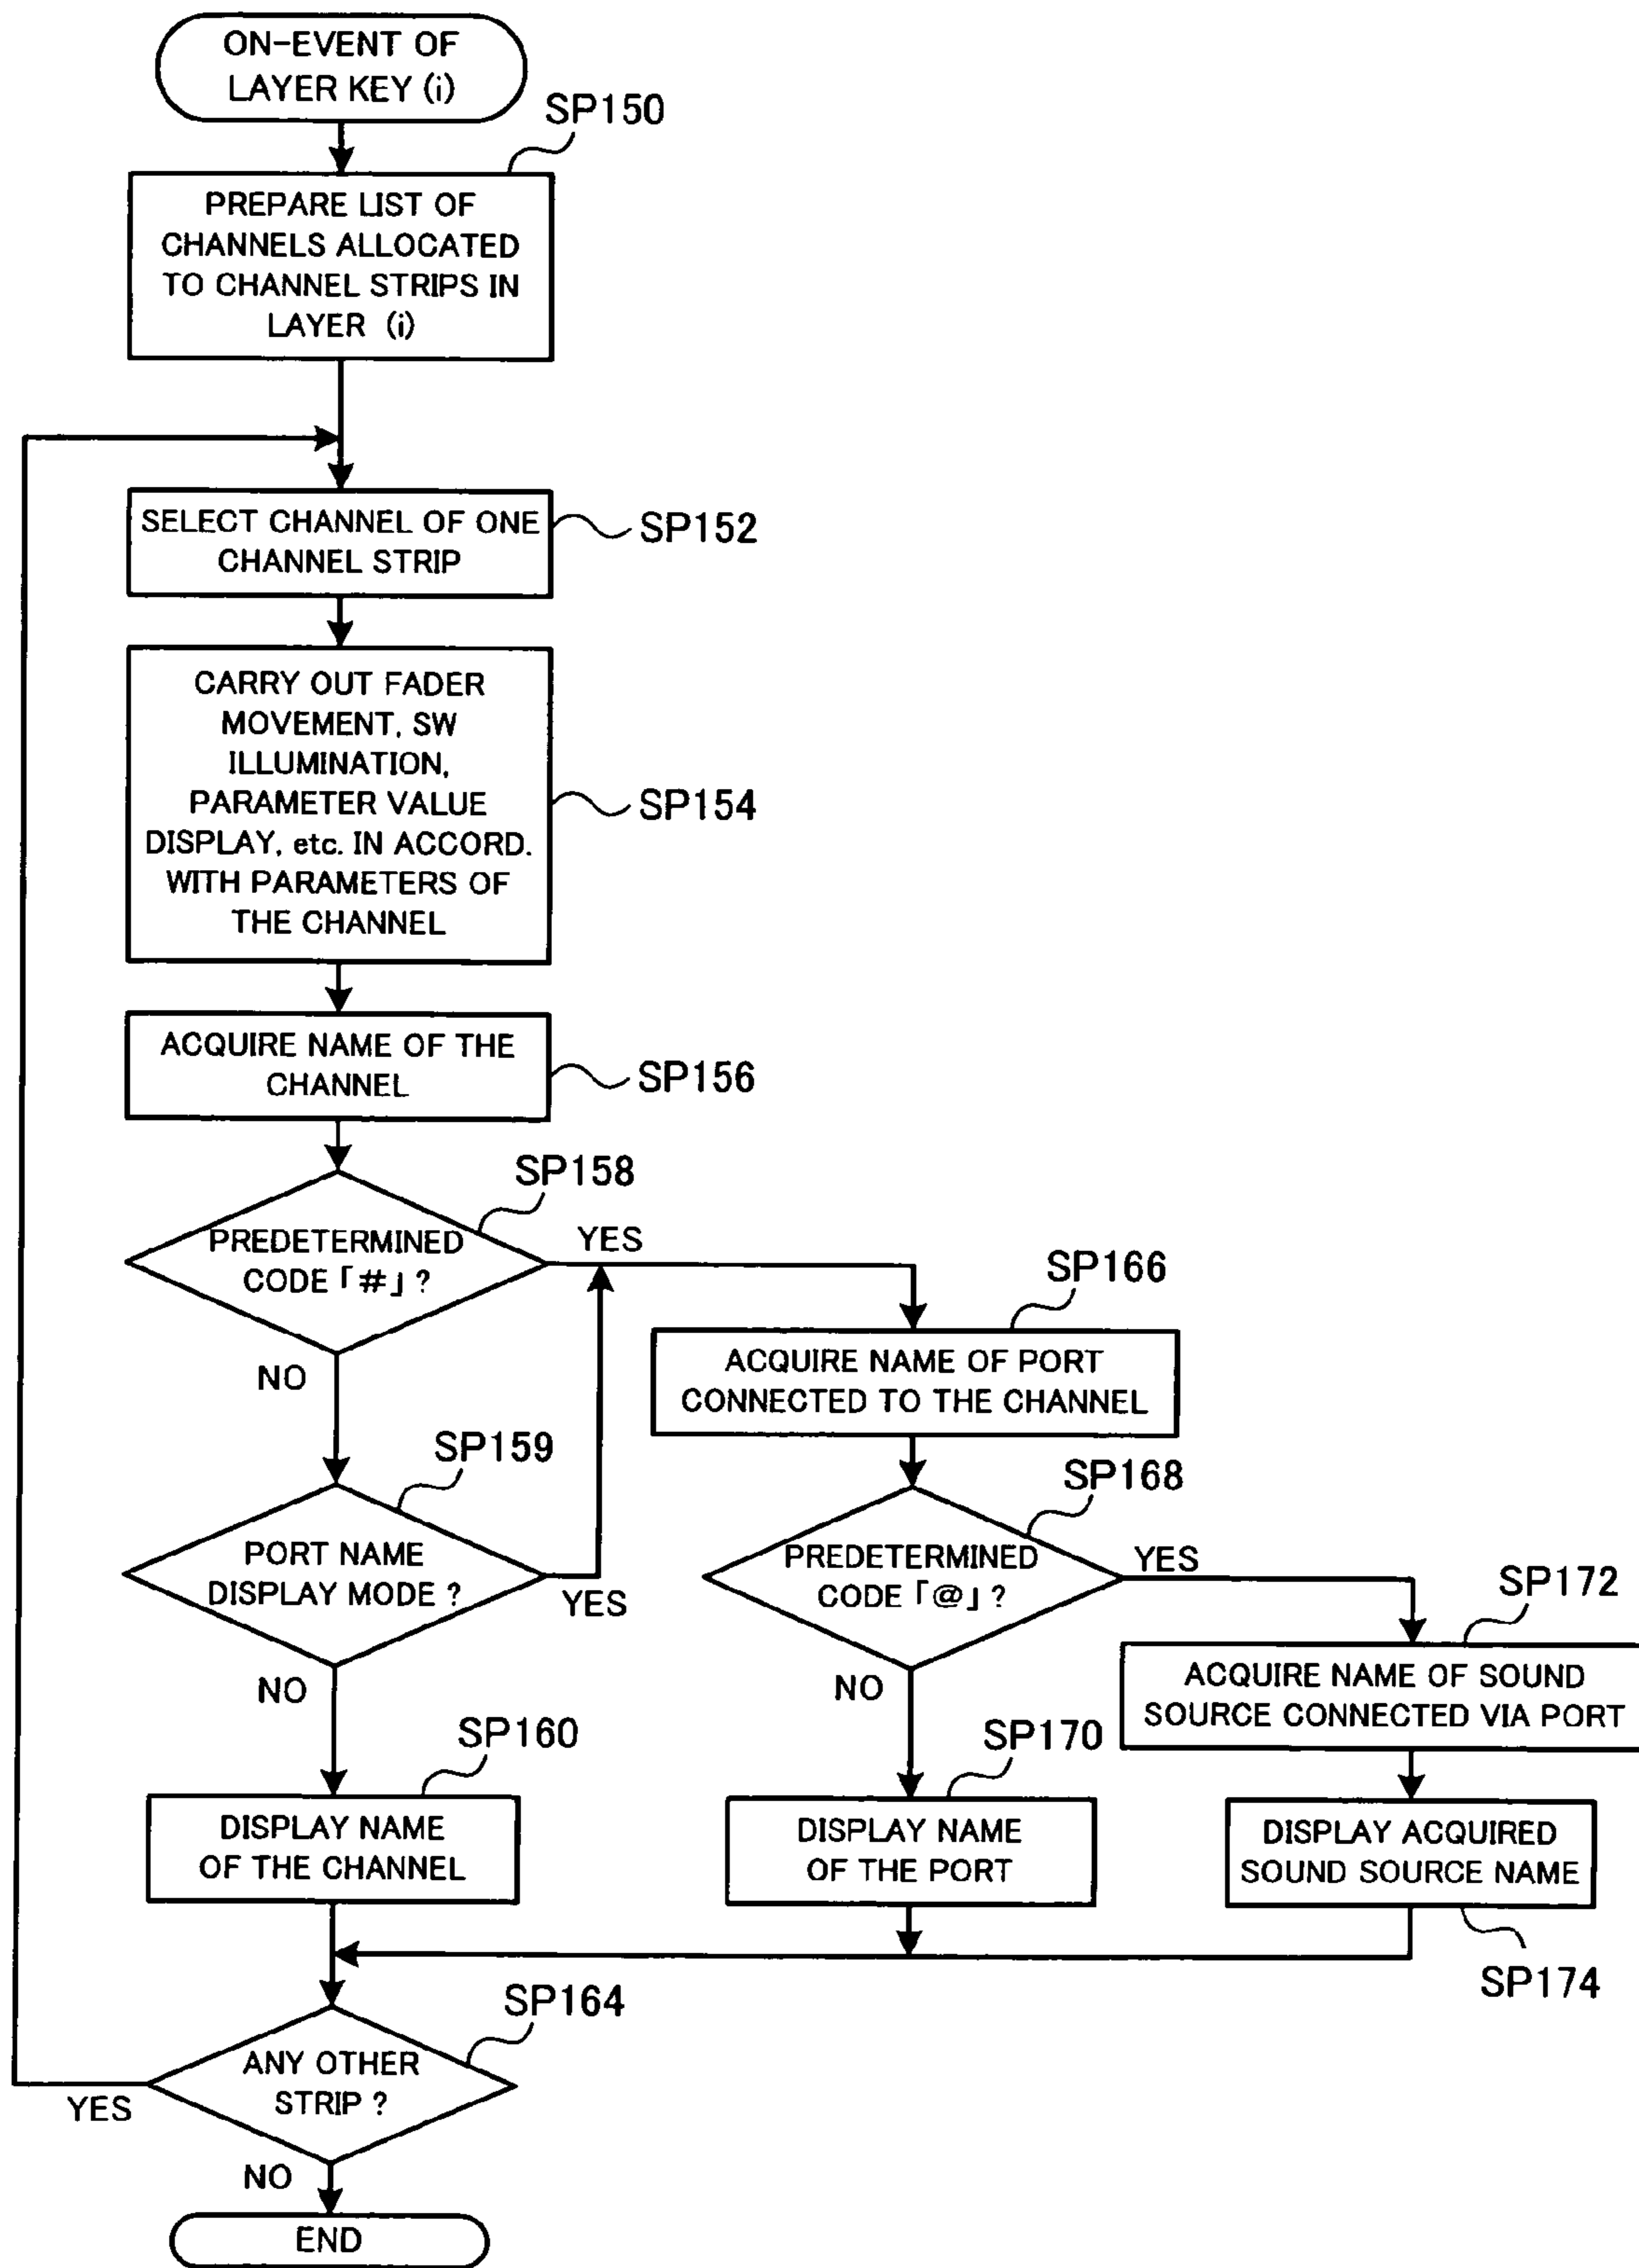 ON-EVENT OF
LAYER KEY (i)
SP150
PREPARE LIST OF
CHANNELS ALLOCATED
TO CHANNEL STRIPS IN
LAYER (i)
SELECT CHANNEL OF ONE
CHANNEL STRIP
SP152
CARRY OUT FADER
MOVEMENT, SW
ILLUMINATION,
PARAMETER VALUE
DISPLAY, etc. IN ACCORD.
WITH PARAMETERS OF
THE CHANNEL
SP154
ACQUIRE NAME OF THE
CHANNEL
SP156
SP158
PREDETERMINED
CODE「#」?
YES
NO
SP159
PORT NAME
DISPLAY MODE ?
YES
NO
SP160
DISPLAY NAME
OF THE CHANNEL
SP166
ACQUIRE NAME OF PORT
CONNECTED TO THE CHANNEL
SP168
PREDETERMINED
CODE「@」?
YES
NO
SP170
DISPLAY NAME
OF THE PORT
SP172
ACQUIRE NAME OF SOUND
SOURCE CONNECTED VIA PORT
DISPLAY ACQUIRED
SOUND SOURCE NAME
SP174
SP164
ANY OTHER
STRIP ?
YES
NO
END